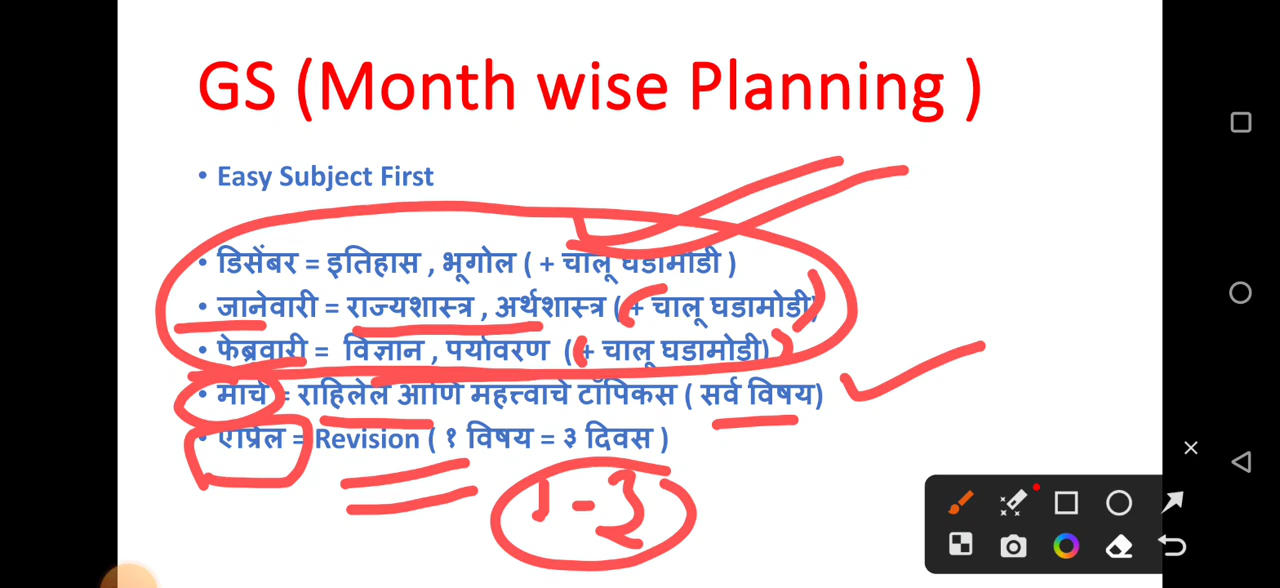 GS (Month wise Planning )
• Easy Subject First
• डिसेंबर = इतिहास , भूगोल ( + चालू घडामोडी )
• जानेवारी = राज्यशास्त्र , अर्थशास्त्र ( + चालू घडामोडी)
• फेब्रवारी = विज्ञान , पर्यावरण ( + चालू घडामोडी)
• मार्च = राहिलेले आणि महत्त्वाचे टॉपिकस ( सर्व विषय)
• एप्रिल = Revision ( १ विषय = ३ दिवस )
1 - 3